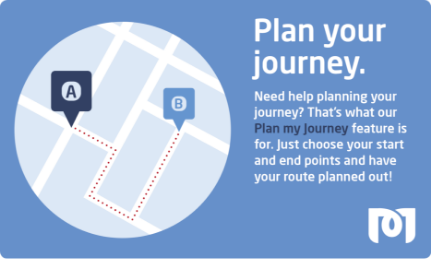 Plan your
journey.
A
B
Need help planning your
journey? That's what our
Plan my Journey feature is
for. Just choose your start
and end points and have
your route planned out!